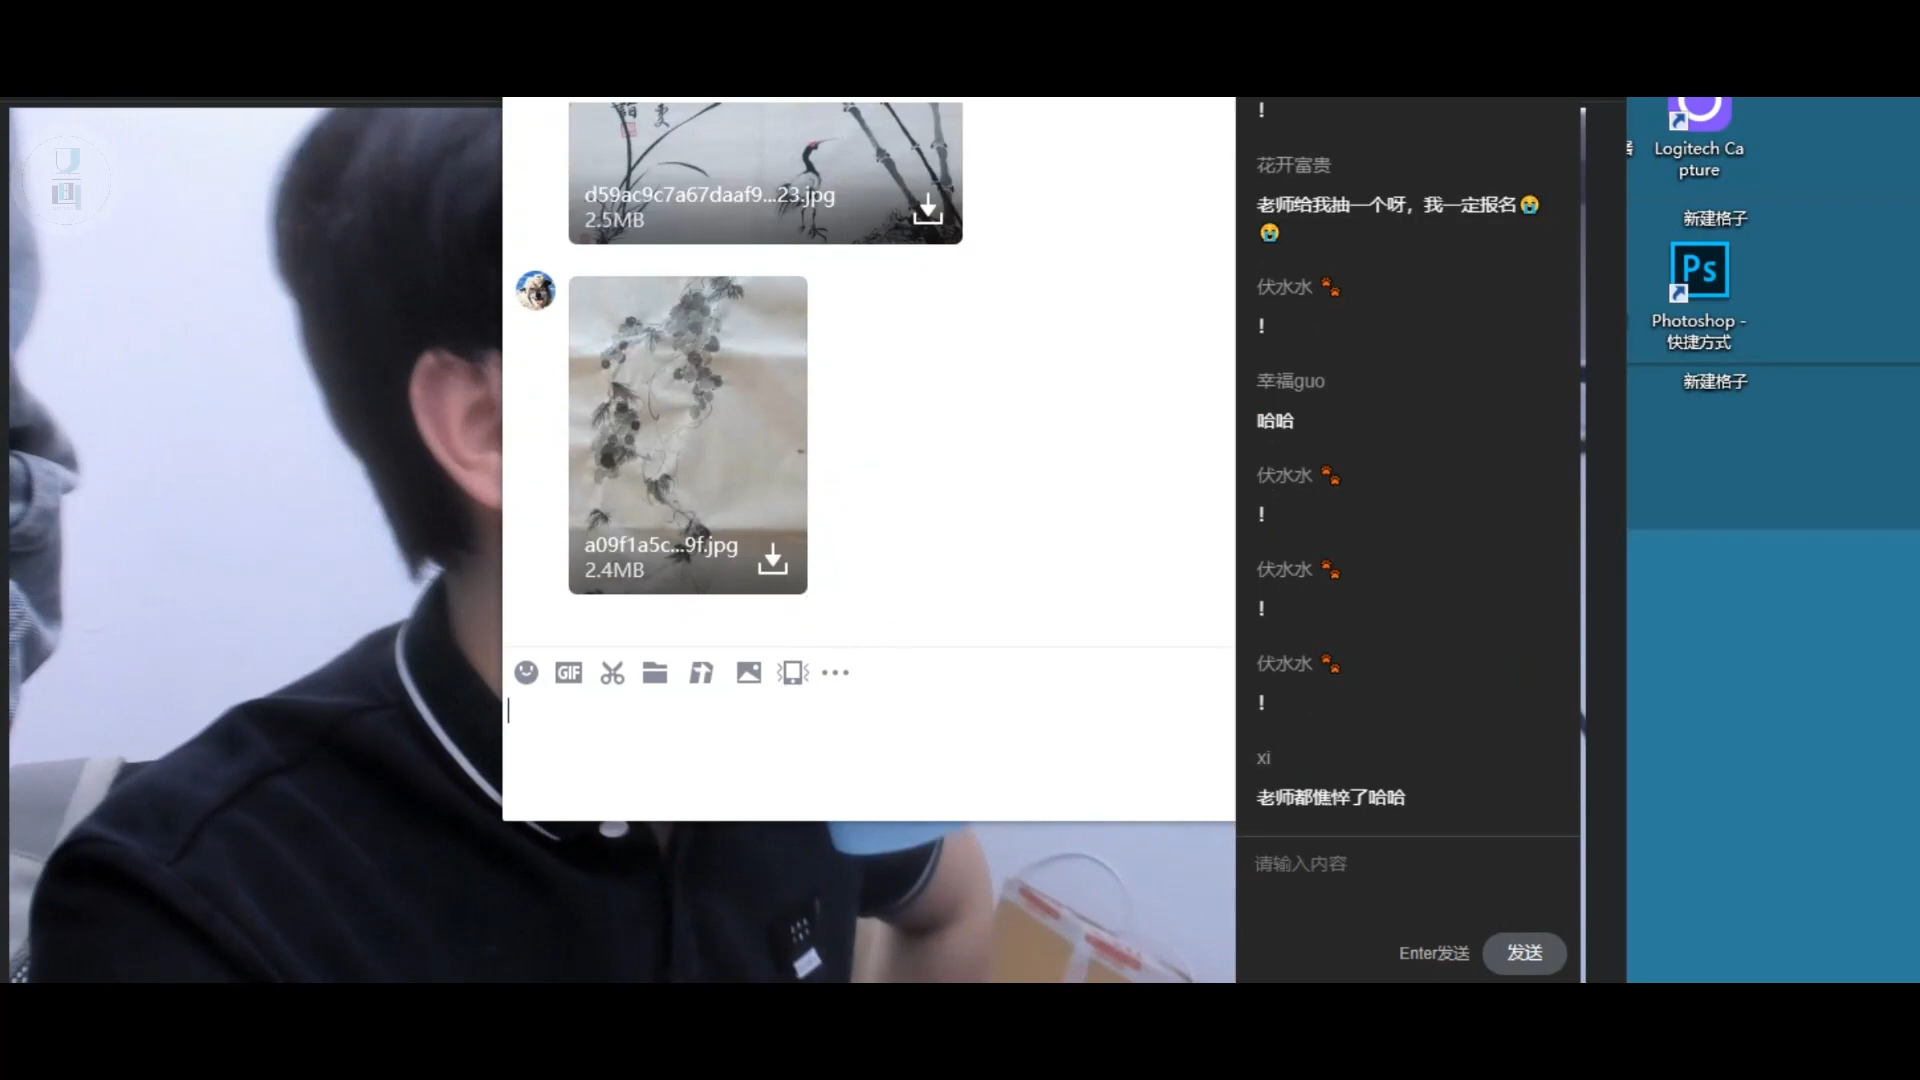 d59ac9c7a67daaf9...23.jpg
2.5MB
a09f1a5c...9f.jpg
2.4MB
GIF
!
花开富贵
老师给我抽一个呀，我一定报名😭
😭
伏水水 🐾
!
幸福guo
哈哈
伏水水 🐾
!
伏水水 🐾
!
伏水水 🐾
!
xi
老师都憔悴了哈哈
请输入内容
Enter发送
发送
Logitech Ca
pture
新建格子
Ps
Photoshop -
快捷方式
新建格子